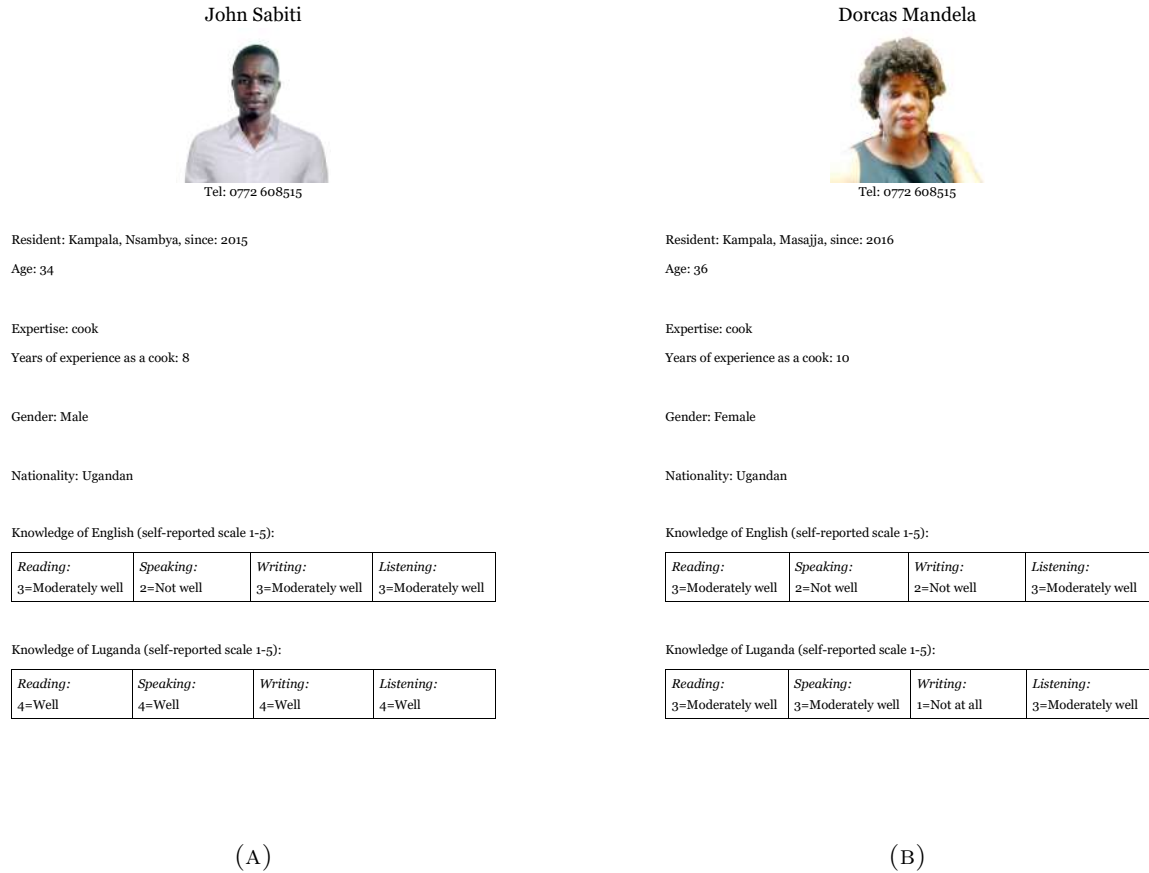 John Sabiti
Tel: 0772 608515
Resident: Kampala, Nsambya, since: 2015
Age: 34
Expertise: cook
Years of experience as a cook: 8
Gender: Male
Nationality: Ugandan
Knowledge of English (self-reported scale 1-5):
Reading: Speaking: Writing: Listening:
3=Moderately well 2=Not well 3=Moderately well 3=Moderately well
Knowledge of Luganda (self-reported scale 1-5):
Reading: Speaking: Writing: Listening:
4=Well 4=Well 4=Well 4=Well
(A)
Dorcas Mandela
Tel: 0772 608515
Resident: Kampala, Masajja, since: 2016
Age: 36
Expertise: cook
Years of experience as a cook: 10
Gender: Female
Nationality: Ugandan
Knowledge of English (self-reported scale 1-5):
Reading: Speaking: Writing: Listening:
3=Moderately well 2=Not well 2=Not well 3=Moderately well
Knowledge of Luganda (self-reported scale 1-5):
Reading: Speaking: Writing: Listening:
3=Moderately well 3=Moderately well 1=Not at all 3=Moderately well
(B)